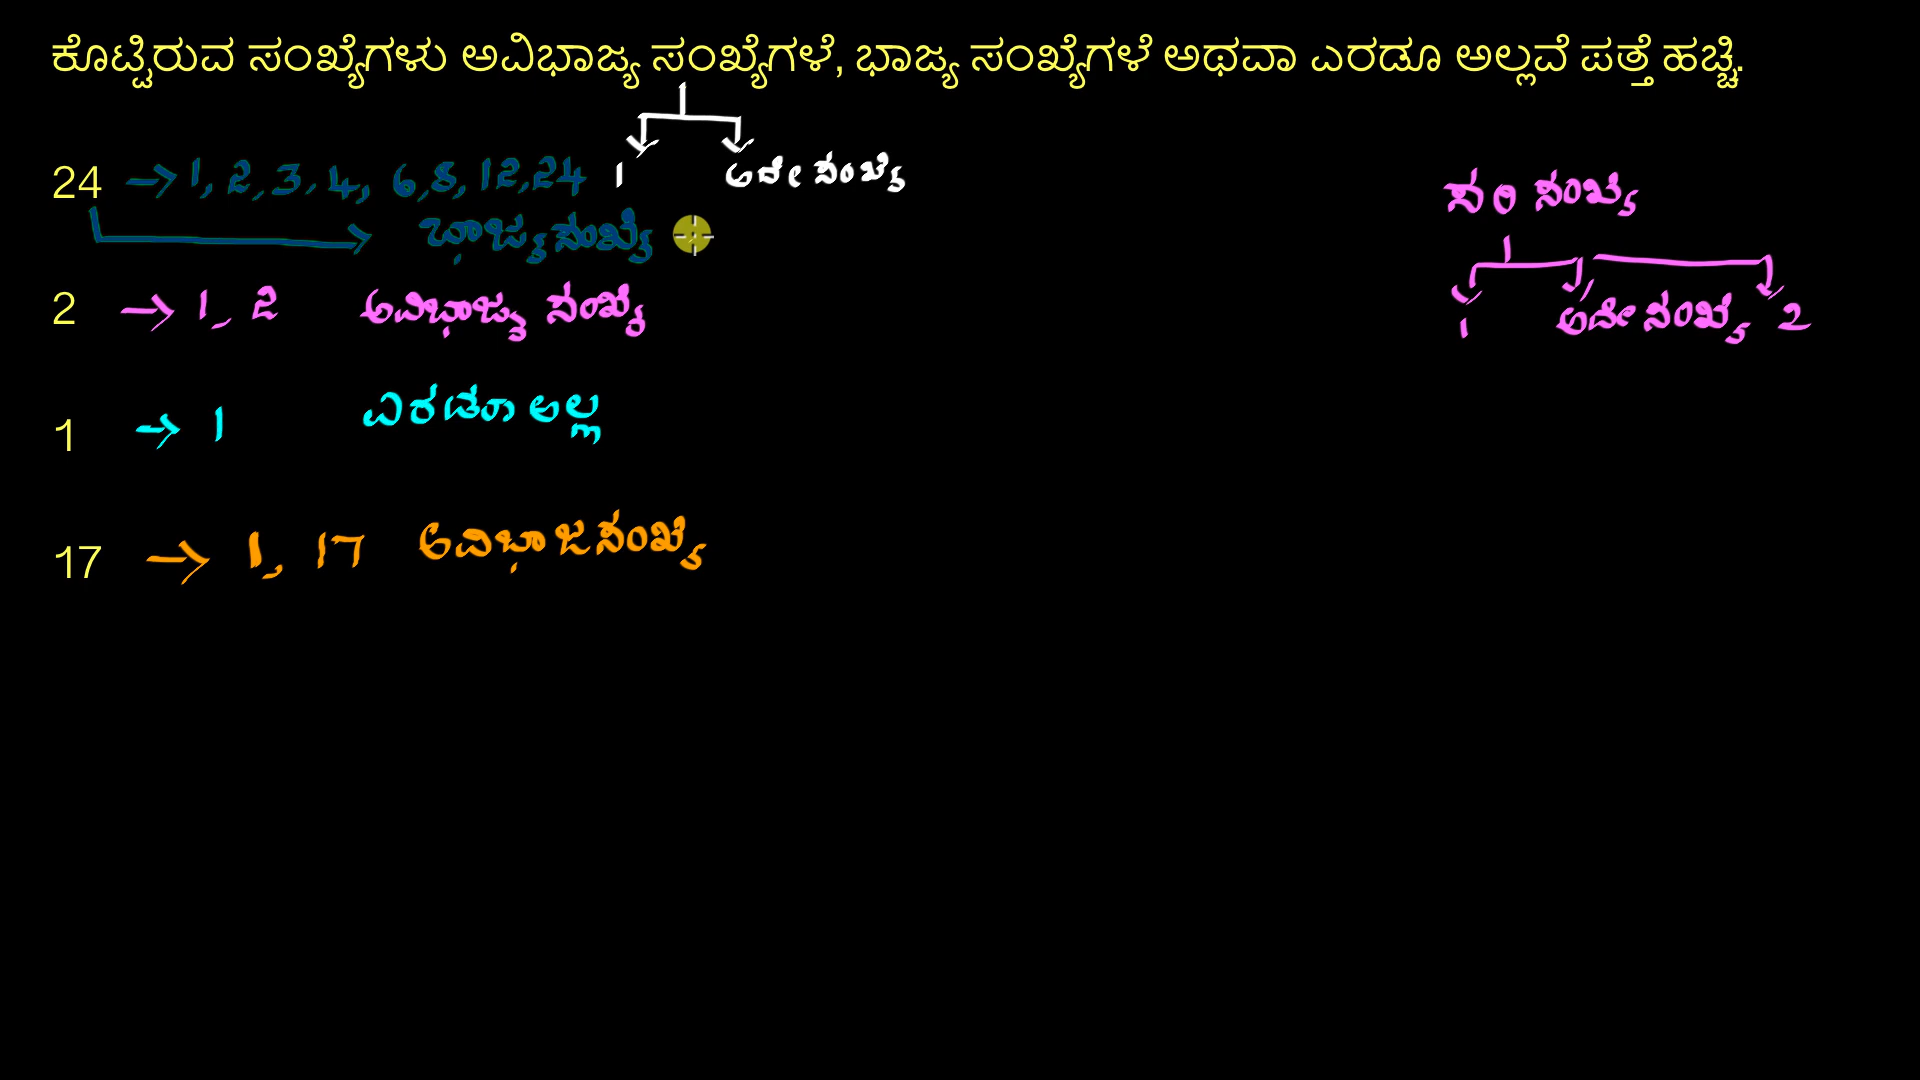 ಕೊಟ್ಟಿರುವ ಸಂಖ್ಯೆಗಳು ಅವಿಭಾಜ್ಯ ಸಂಖ್ಯೆಗಳೆ, ಭಾಜ್ಯ ಸಂಖ್ಯೆಗಳೆ ಅಥವಾ ಎರಡೂ ಅಲ್ಲವೆ ಪತ್ತೆ ಹಚ್ಚಿ.
24 → 1, 2, 3, 4, 6, 8, 12, 24
1 ಅದೇ ಸಂಖ್ಯೆ
ಭಾಜ್ಯ ಸಂಖ್ಯೆ
ಸರಿ ಸಂಖ್ಯೆ
1 ಅದೇ ಸಂಖ್ಯೆ 2
2 → 1, 2 ಅವಿಭಾಜ್ಯ ಸಂಖ್ಯೆ
1 → 1 ಎರಡೂ ಅಲ್ಲ
17 → 1, 17 ಅವಿಭಾಜ ಸಂಖ್ಯೆ